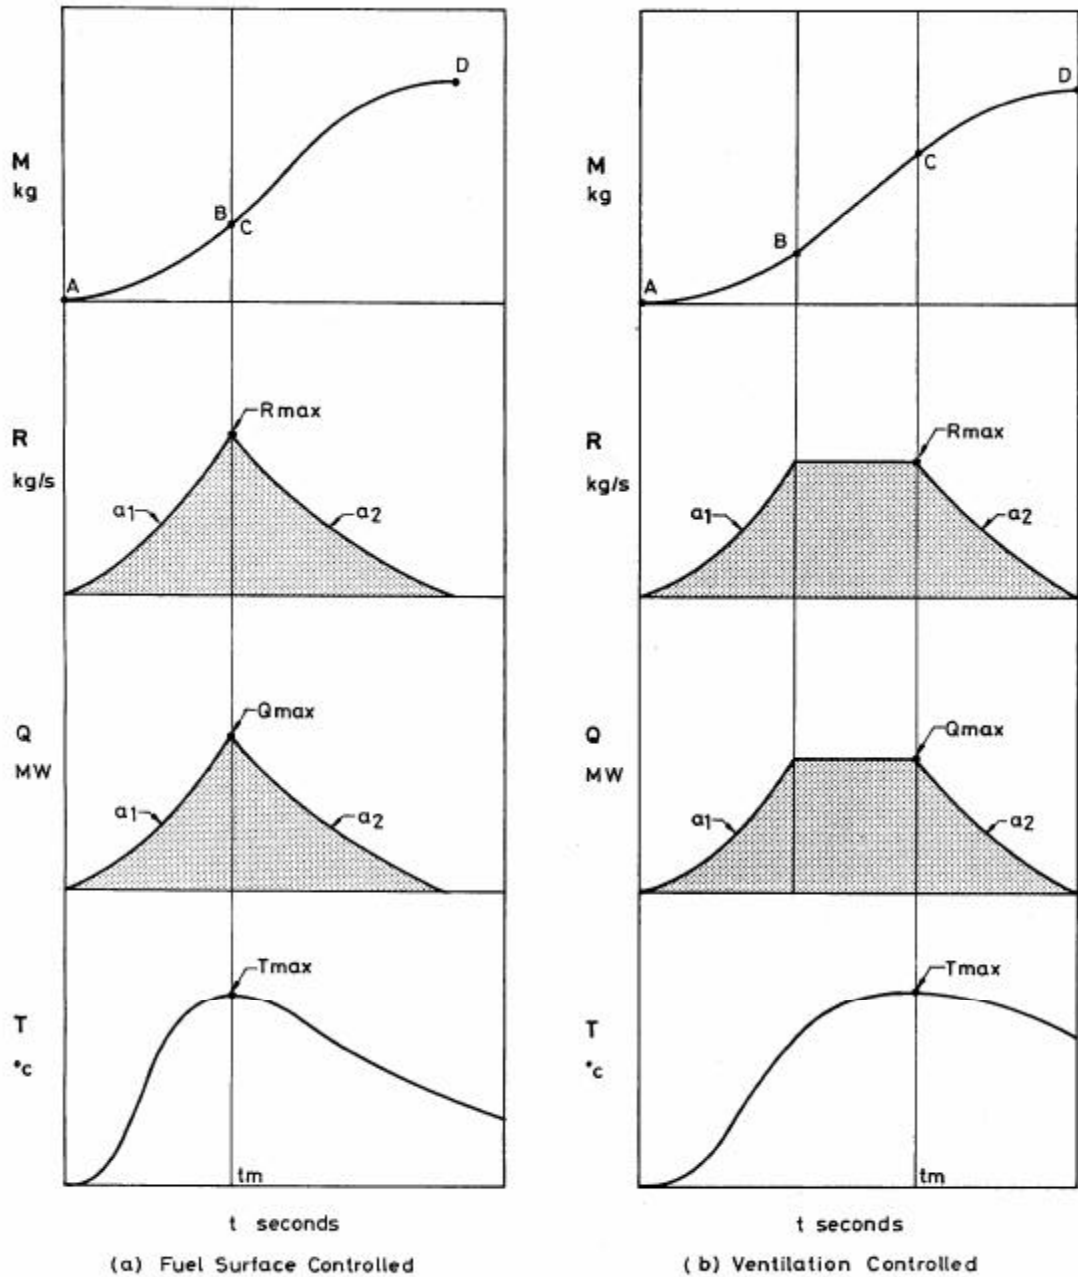 M
kg
A
B
C
D
M
kg
A
B
C
D
R
kg/s
a1
Rmax
a2
R
kg/s
a1
Rmax
a2
Q
MW
a1
Qmax
a2
Q
MW
a1
Qmax
a2
T
°c
Tmax
tm
T
°c
Tmax
tm
t seconds
t seconds
(a) Fuel Surface Controlled
(b) Ventilation Controlled